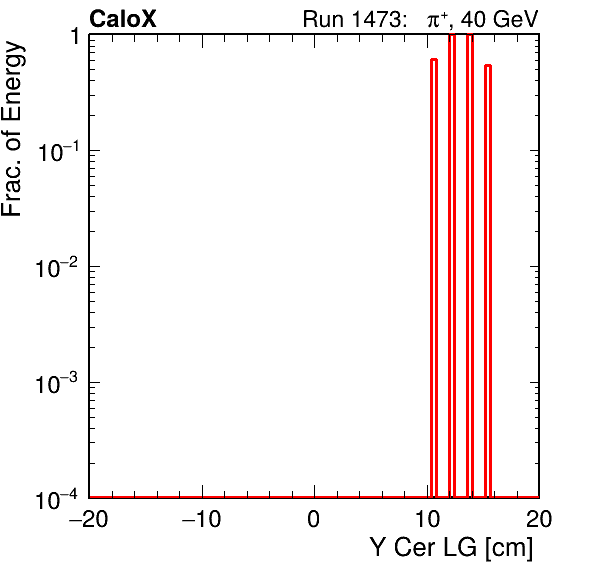 CaloX Run 1473: π⁺, 40 GeV
Frac. of Energy
1
10⁻¹
10⁻²
10⁻³
10⁻⁴
−20 −10 0 10 20
Y Cer LG [cm]